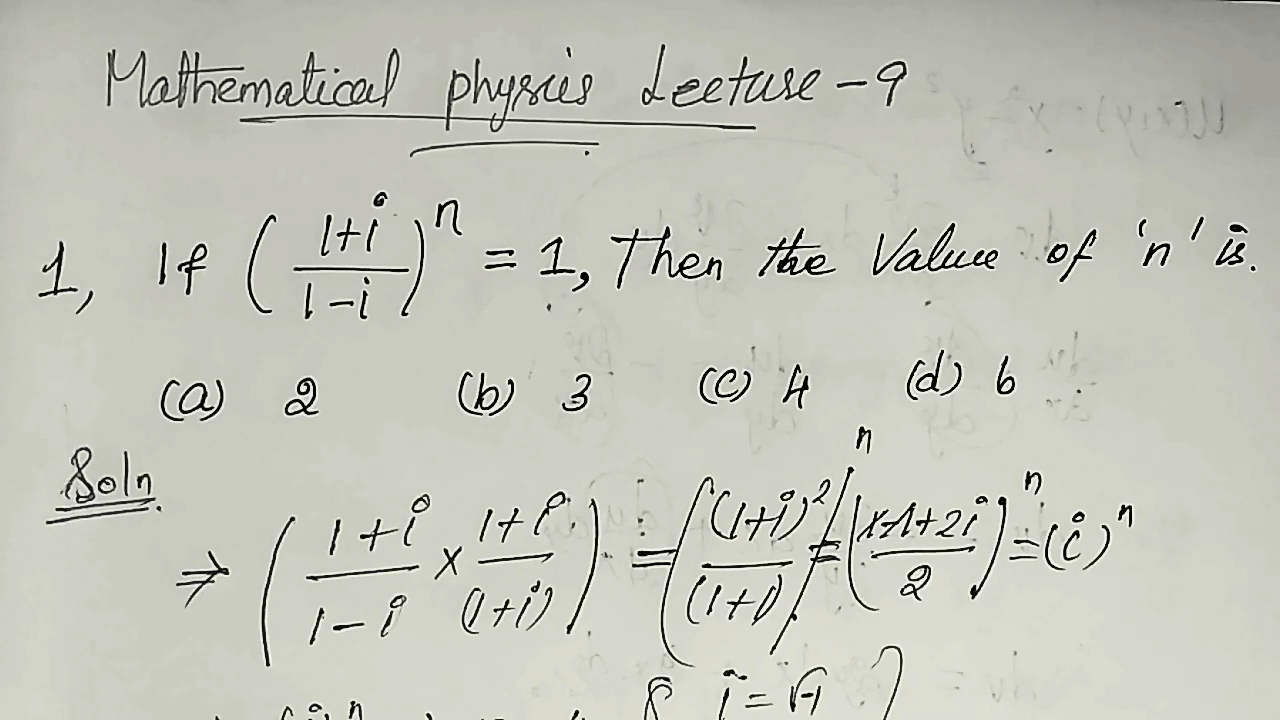 Mathematical physics Lecture - 9
1, If ((1+i)/(1-i))^n = 1, Then the Value of 'n' is.
(a) 2 (b) 3 (c) 4 (d) 6
Soln.
⇒ ((1+i)/(1-i) × (1+i)/(1+i)) = ((1+i)^2/(1+1))^n = ((1-1+2i)/2)^n = (i)^n
i = √-1